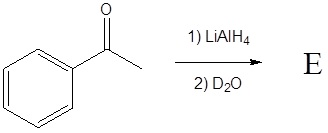 O
1) LiAlH₄
2) D₂O
E